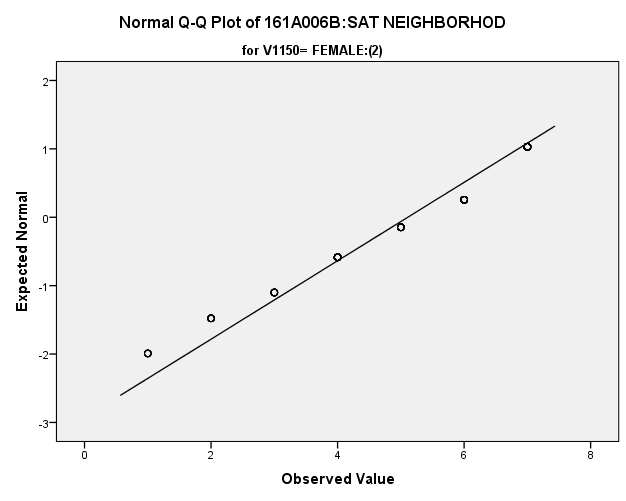 Normal Q-Q Plot of 161A006B:SAT NEIGHBORHOD
for V1150= FEMALE:(2)
Expected Normal
2
1
0
-1
-2
-3
0 2 4 6 8
Observed Value